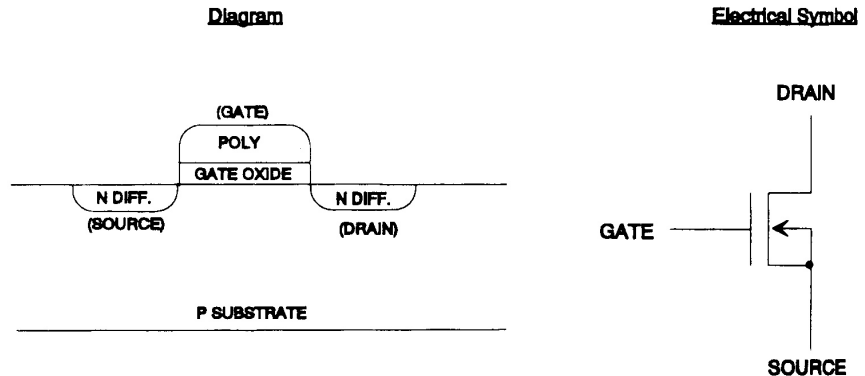 Diagram
Electrical Symbol
DRAIN
(GATE)
POLY
GATE OXIDE
N DIFF.
N DIFF.
(SOURCE)
(DRAIN)
GATE
P SUBSTRATE
SOURCE